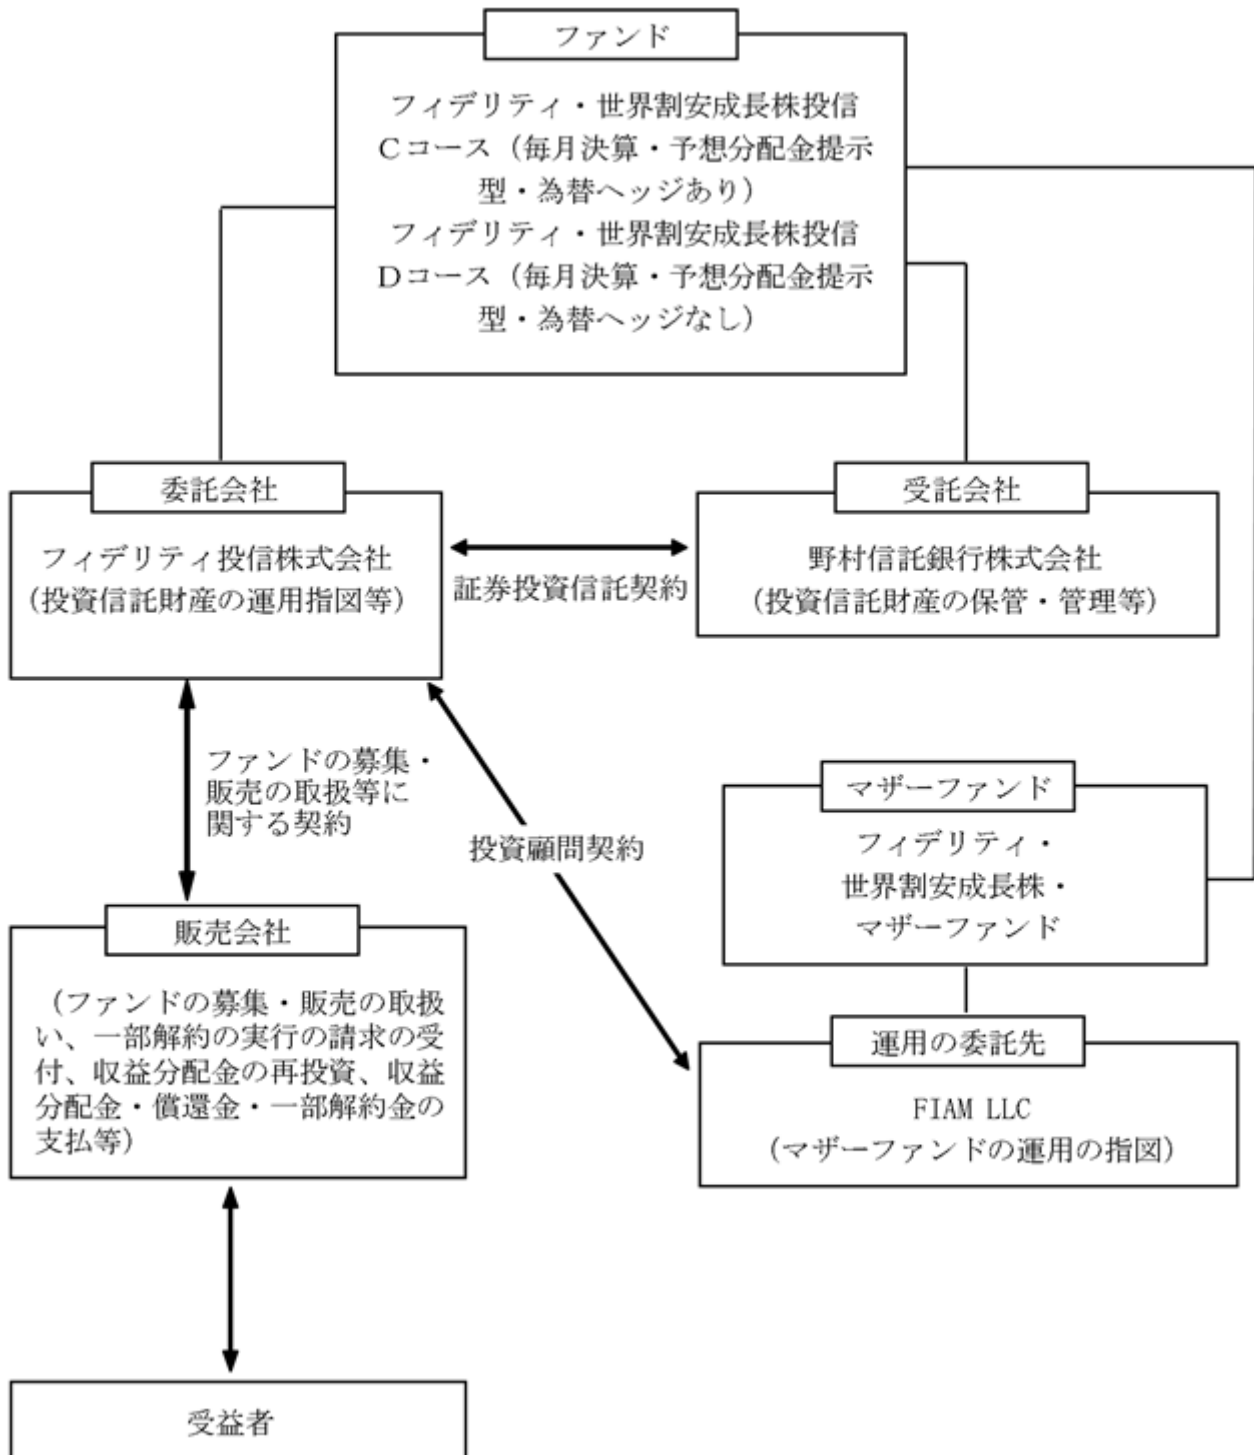 ファンド
フィデリティ・世界割安成長株投信
Ｃコース（毎月決算・予想分配金提示
型・為替ヘッジあり）
フィデリティ・世界割安成長株投信
Ｄコース（毎月決算・予想分配金提示
型・為替ヘッジなし）
委託会社
フィデリティ投信株式会社
（投資信託財産の運用指図等）
証券投資信託契約
受託会社
野村信託銀行株式会社
（投資信託財産の保管・管理等）
ファンドの募集・
販売の取扱等に
関する契約
投資顧問契約
マザーファンド
フィデリティ・
世界割安成長株・
マザーファンド
販売会社
（ファンドの募集・販売の取扱
い、一部解約の実行の請求の受
付、収益分配金の再投資、収益
分配金・償還金・一部解約金の
支払等）
運用の委託先
FIAM LLC
（マザーファンドの運用の指図）
受益者